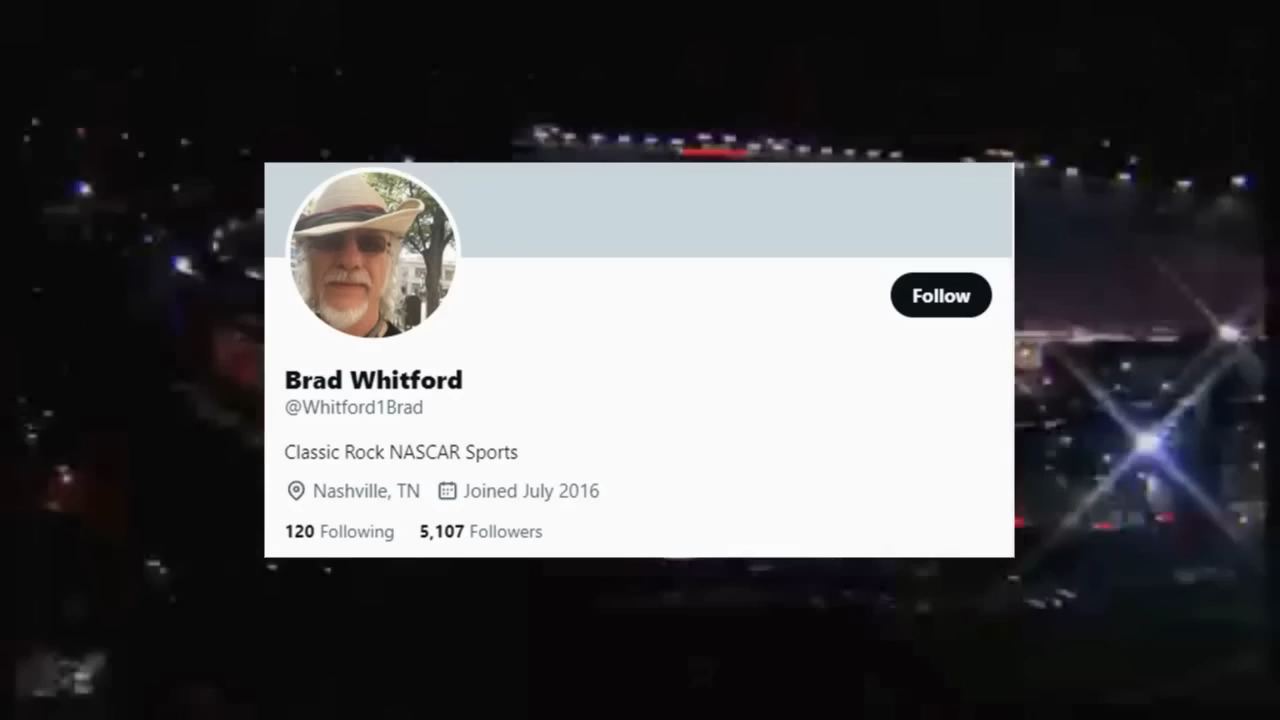 Follow
Brad Whitford
@Whitford1Brad
Classic Rock NASCAR Sports
Nashville, TN Joined July 2016
120 Following 5,107 Followers